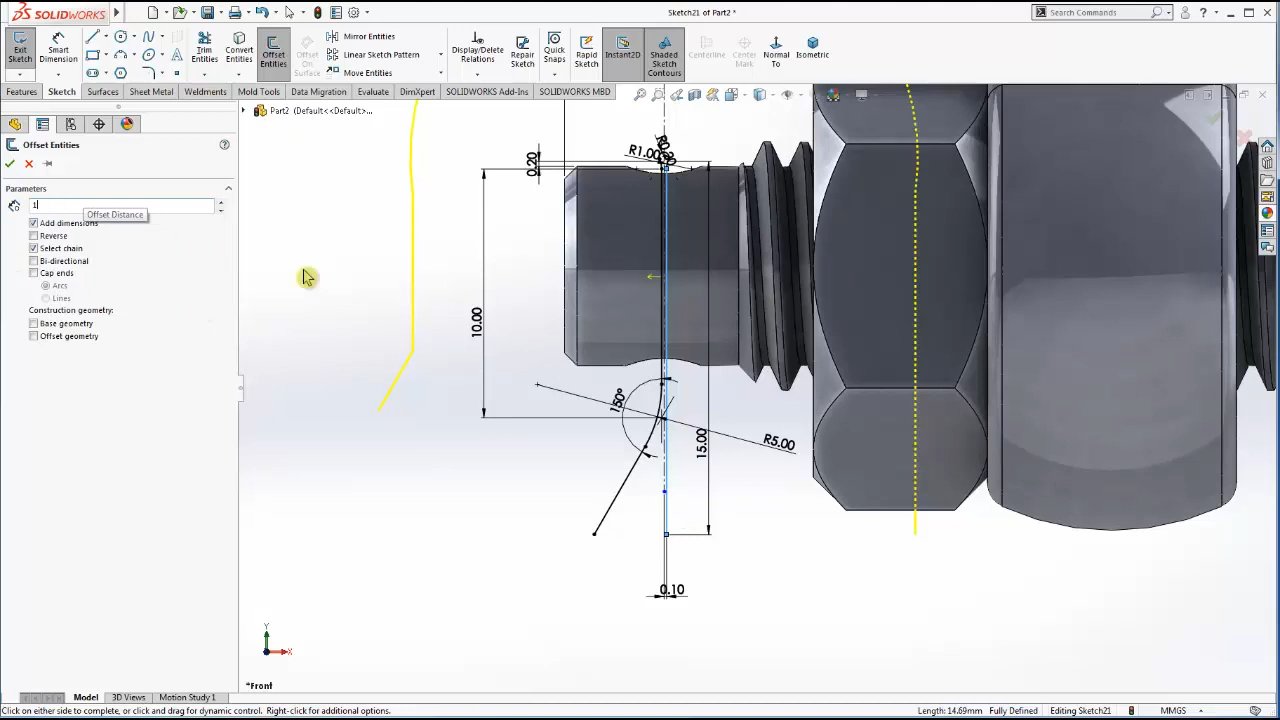 SOLIDWORKS
Sketch21 of Part2 *
Search Commands
Exit Sketch
Smart Dimension
Trim Entities
Convert Entities
Offset Entities
Offset On Surface
Mirror Entities
Linear Sketch Pattern
Move Entities
Display/Delete Relations
Repair Sketch
Quick Snaps
Rapid Sketch
Instant2D
Shaded Sketch Contours
Centerline
Center Mark
Normal To
Isometric
Features
Sketch
Surfaces
Sheet Metal
Weldments
Mold Tools
Data Migration
Evaluate
DimXpert
SOLIDWORKS Add-Ins
SOLIDWORKS MBD
Part2 (Default<<Default>...
Offset Entities
Parameters
1
Offset Distance
Add dimensions
Reverse
Select chain
Bi-directional
Cap ends
Arcs
Lines
Construction geometry:
Base geometry
Offset geometry
0.20
R1.00
10.00
150°
R5.00
15.00
0.10
Y
X
*Front
Model
3D Views
Motion Study 1
Click on either side to complete, or click and drag for dynamic control. Right-click for additional options.
Length: 14.69mm
Fully Defined
Editing Sketch21
MMGS